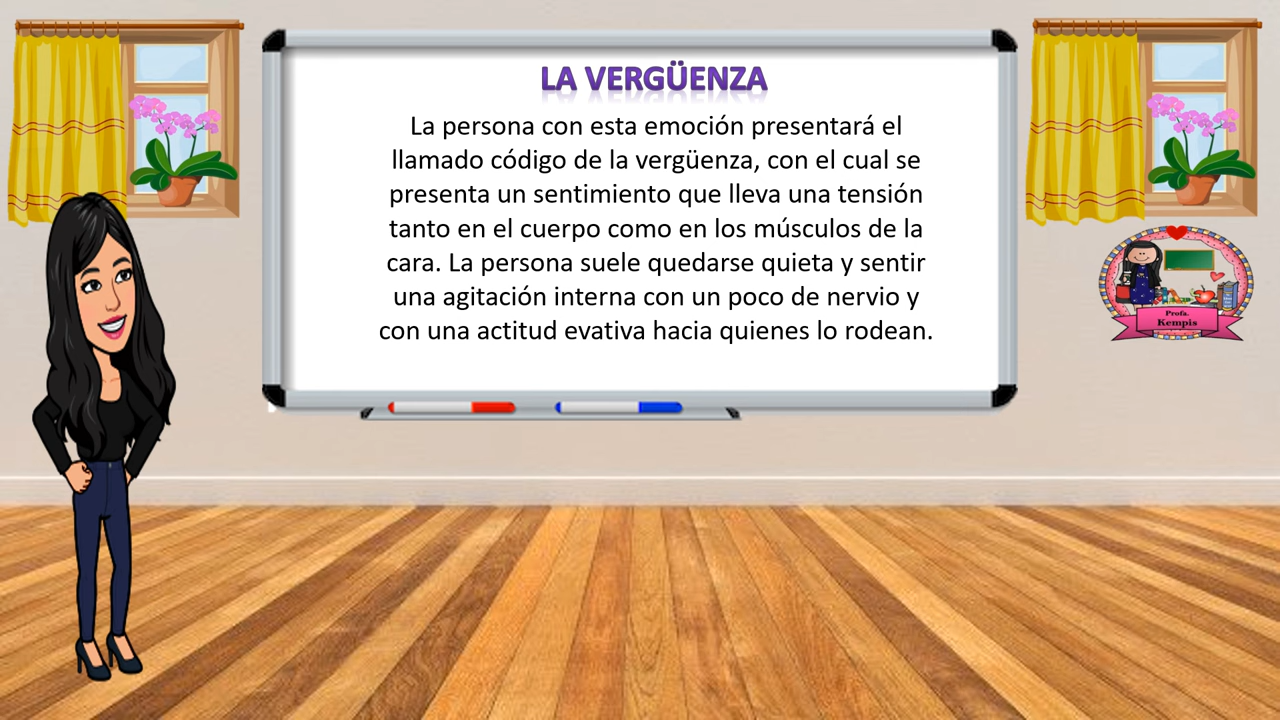 LA VERGÜENZA
La persona con esta emoción presentará el
llamado código de la vergüenza, con el cual se
presenta un sentimiento que lleva una tensión
tanto en el cuerpo como en los músculos de la
cara. La persona suele quedarse quieta y sentir
una agitación interna con un poco de nervio y
con una actitud evativa hacia quienes lo rodean.
Profa.
Kempis